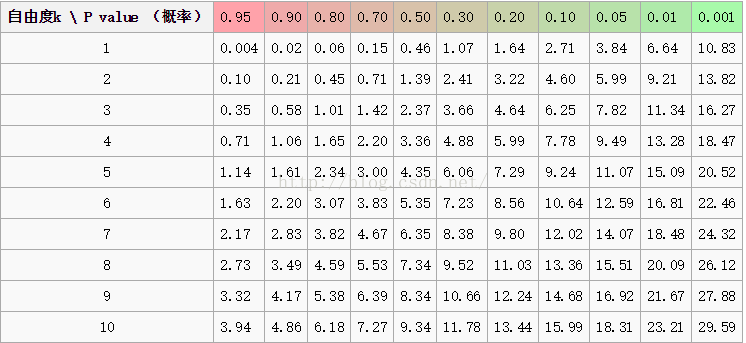 自由度k \ P value （概率） 0.95 0.90 0.80 0.70 0.50 0.30 0.20 0.10 0.05 0.01 0.001
1 0.004 0.02 0.06 0.15 0.46 1.07 1.64 2.71 3.84 6.64 10.83
2 0.10 0.21 0.45 0.71 1.39 2.41 3.22 4.60 5.99 9.21 13.82
3 0.35 0.58 1.01 1.42 2.37 3.66 4.64 6.25 7.82 11.34 16.27
4 0.71 1.06 1.65 2.20 3.36 4.88 5.99 7.78 9.49 13.28 18.47
5 1.14 1.61 2.34 3.00 4.35 6.06 7.29 9.24 11.07 15.09 20.52
http://blog.csdn.net/
6 1.63 2.20 3.07 3.83 5.35 7.23 8.56 10.64 12.59 16.81 22.46
7 2.17 2.83 3.82 4.67 6.35 8.38 9.80 12.02 14.07 18.48 24.32
8 2.73 3.49 4.59 5.53 7.34 9.52 11.03 13.36 15.51 20.09 26.12
9 3.32 4.17 5.38 6.39 8.34 10.66 12.24 14.68 16.92 21.67 27.88
10 3.94 4.86 6.18 7.27 9.34 11.78 13.44 15.99 18.31 23.21 29.59